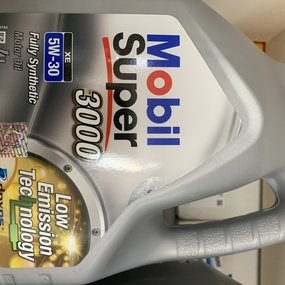 Mobil
Super
3000
XE
5W-30
Fully Synthetic
Motor Oil
Low
Emission
Technology